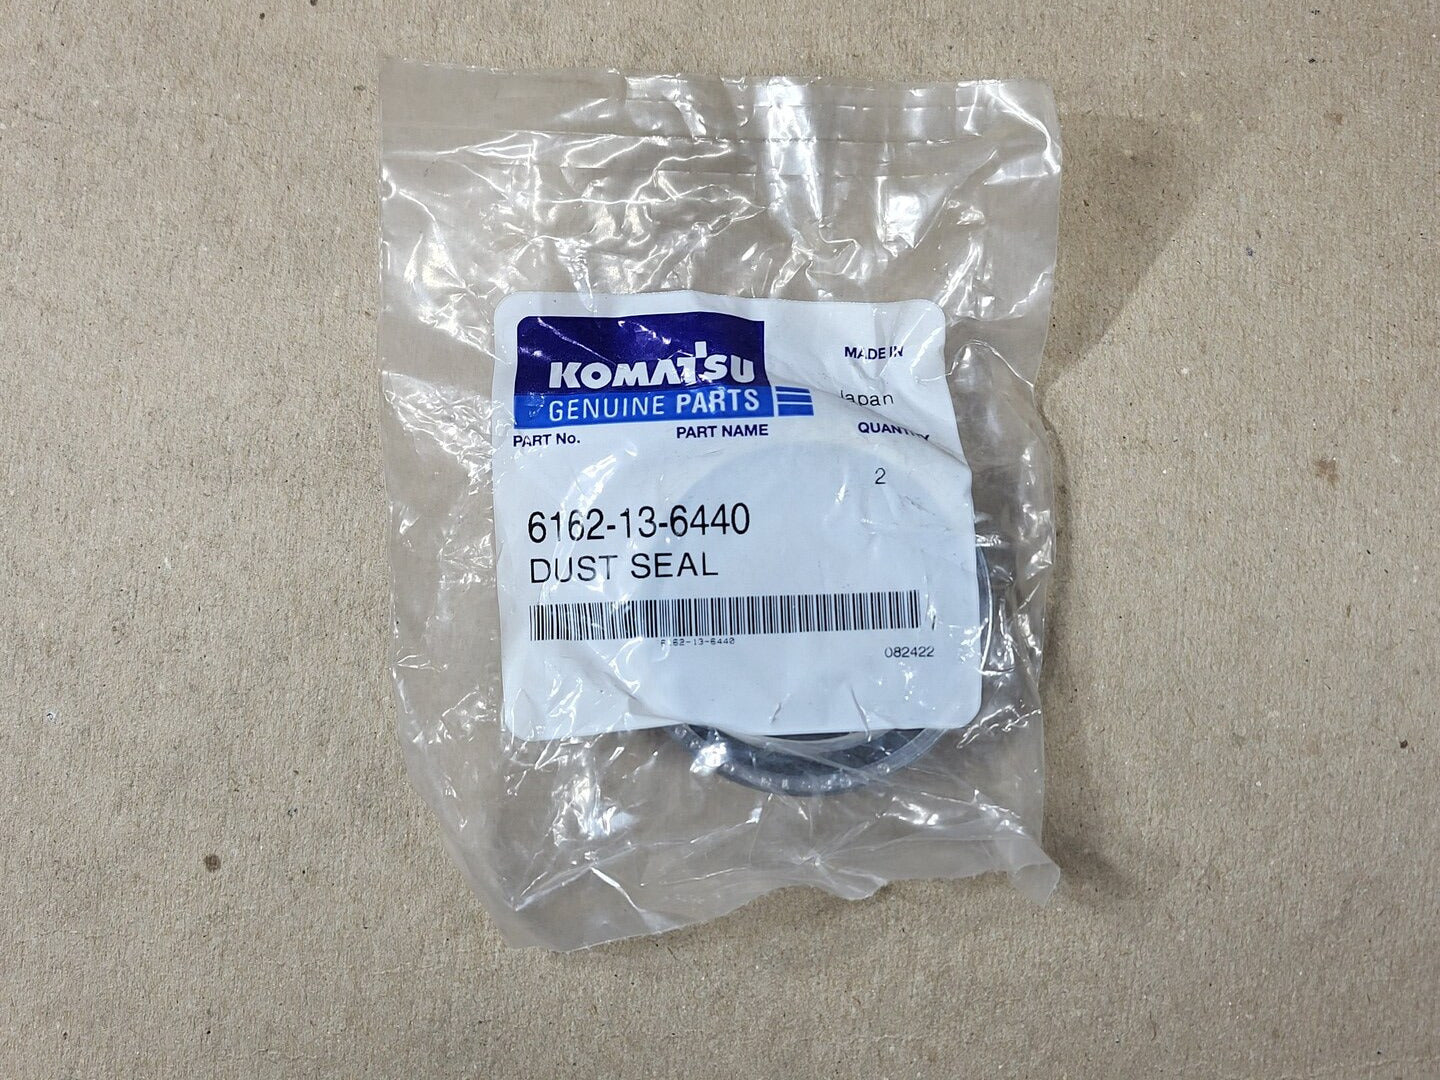 KOMATSU
GENUINE PARTS
MADE IN
Japan
PART No.
PART NAME
QUANTITY
2
6162-13-6440
DUST SEAL
6162-13-6440
082422